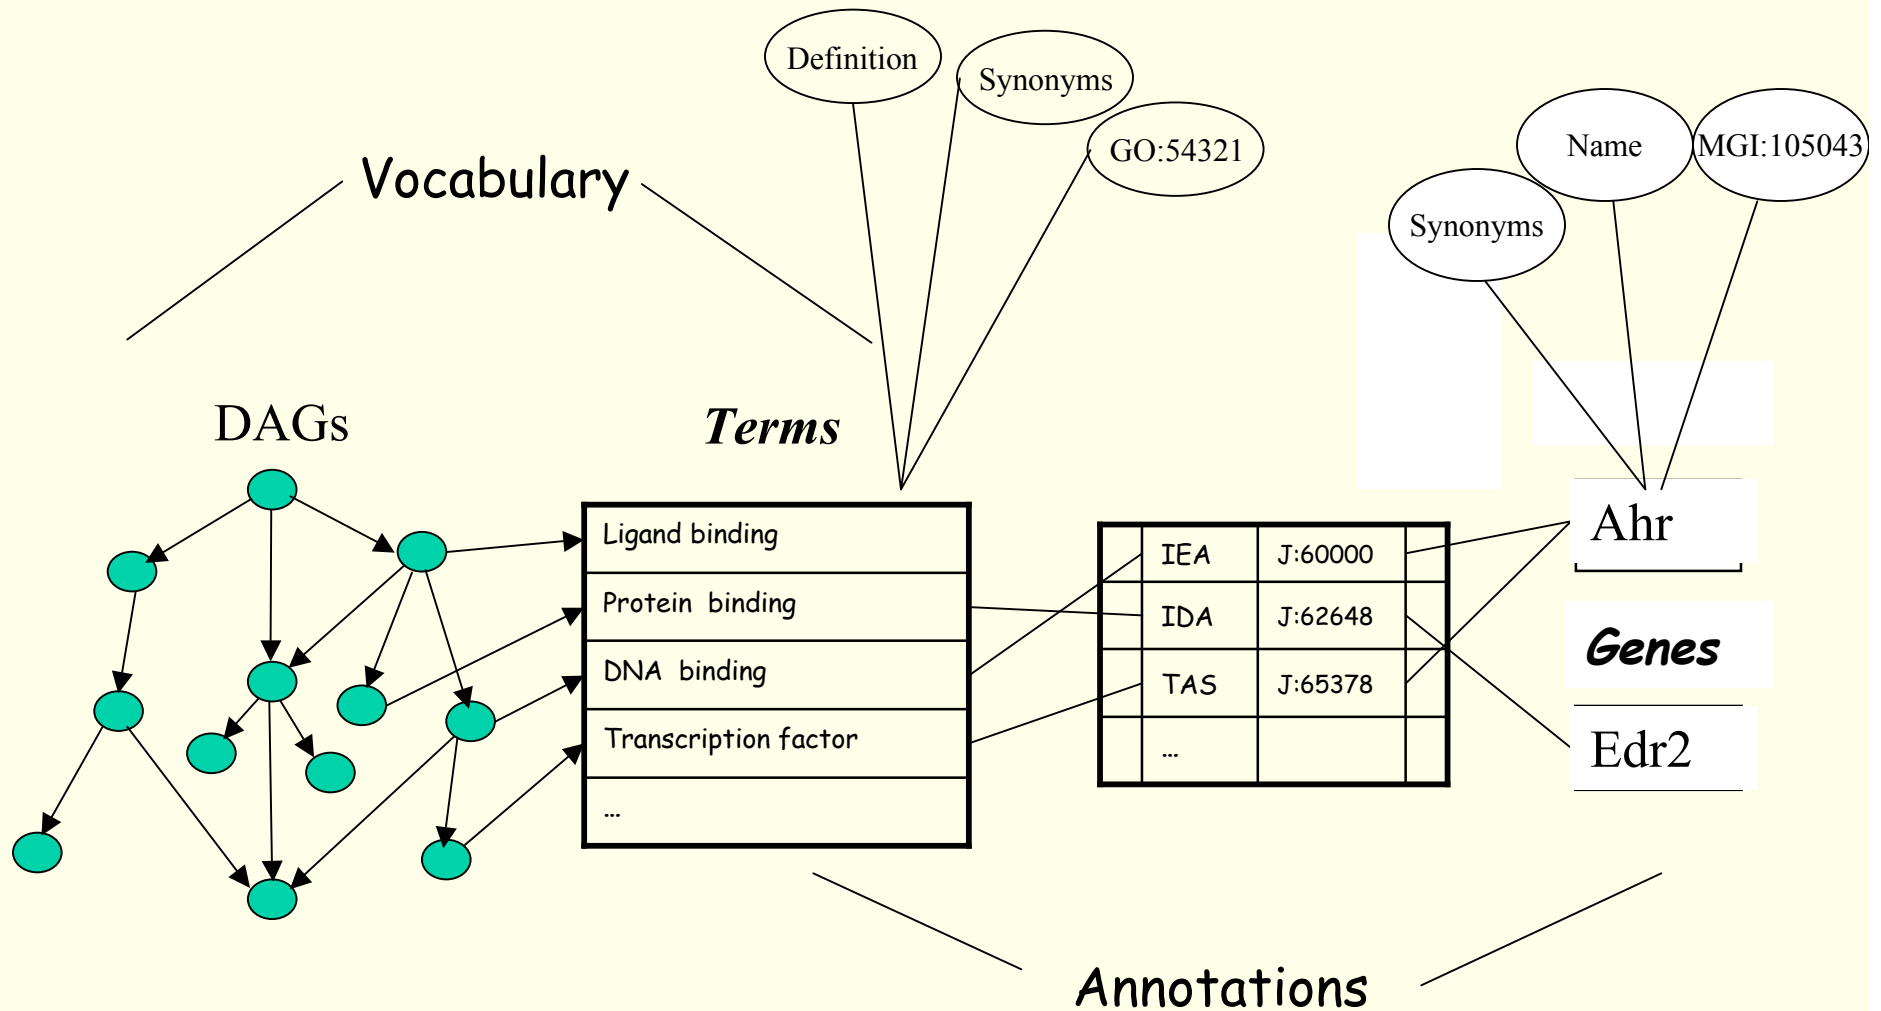 Definition
Synonyms
GO:54321
Name
MGI:105043
Synonyms
Vocabulary
DAGs
Terms
Ligand binding
Protein binding
DNA binding
Transcription factor
...
IEA J:60000
IDA J:62648
TAS J:65378
...
Ahr
Genes
Edr2
Annotations